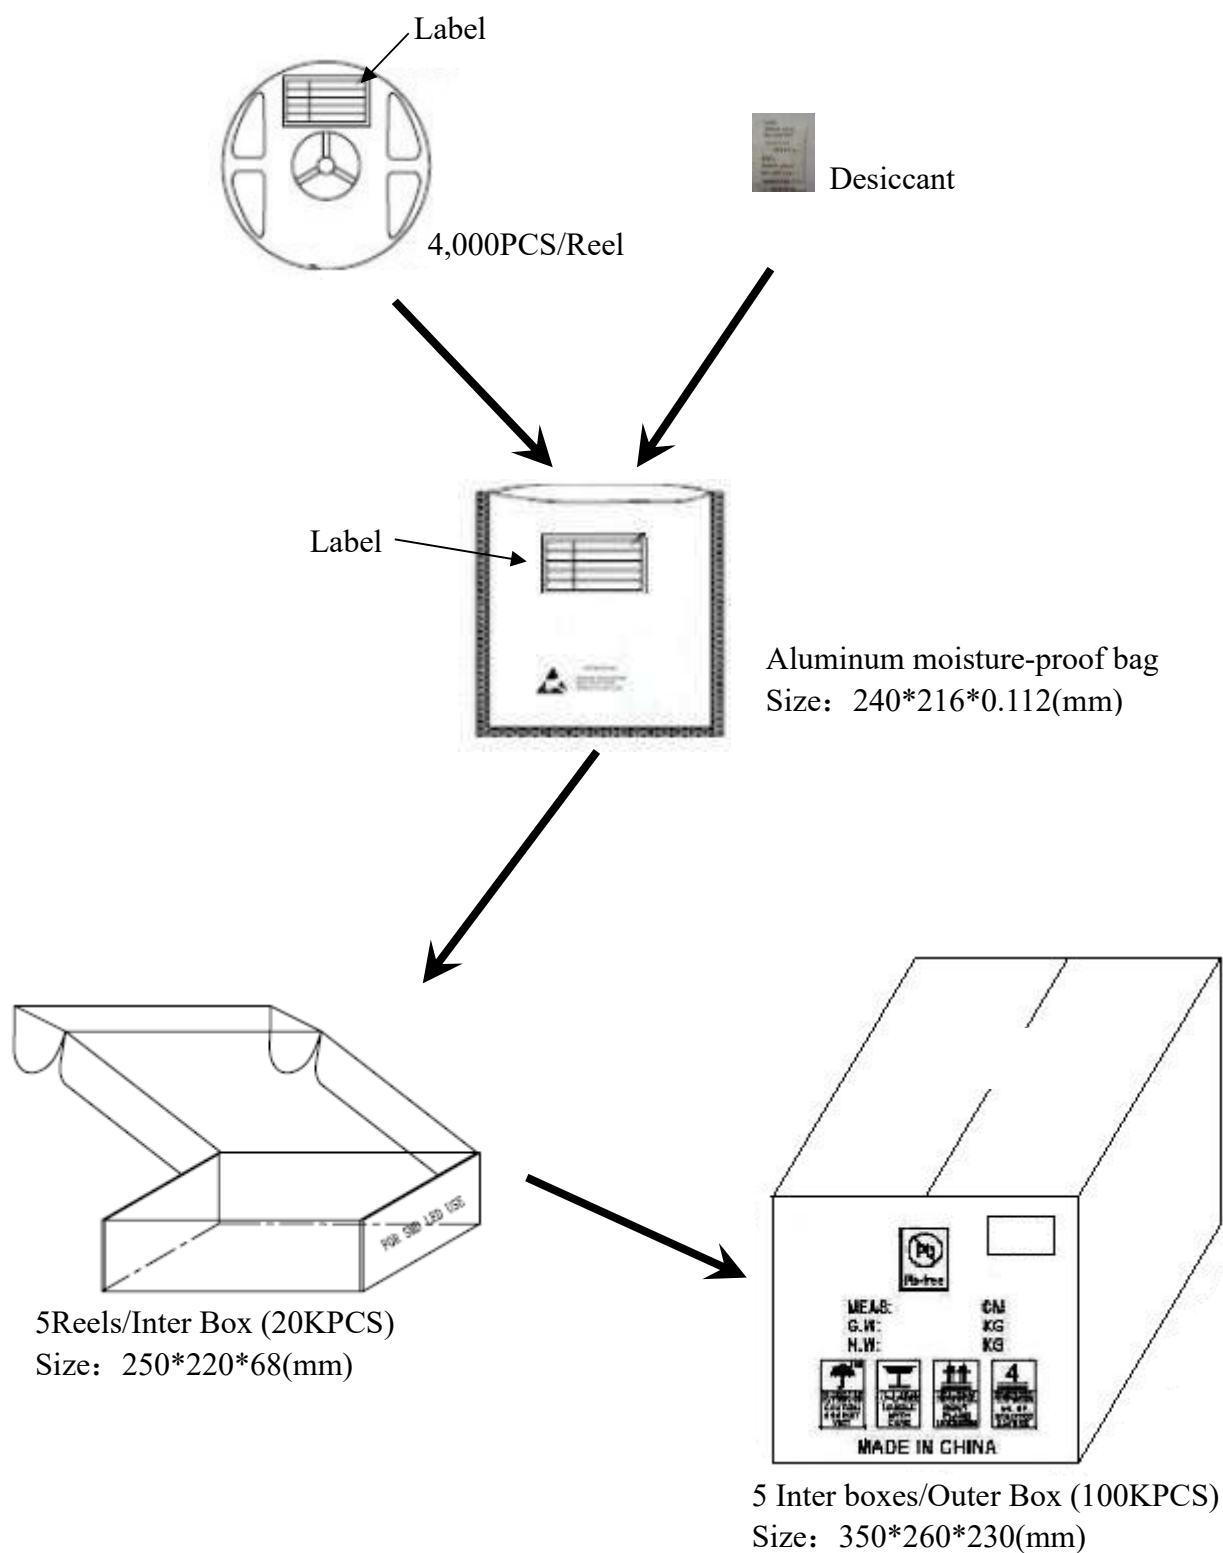 Label
Desiccant
4,000PCS/Reel
Label
Aluminum moisture-proof bag
Size：240*216*0.112(mm)
FOR SMD LED USE
5Reels/Inter Box (20KPCS)
Size：250*220*68(mm)
Pb
Pb-free
MEAS: CM
G.W: KG
N.W: KG
4
MADE IN CHINA
5 Inter boxes/Outer Box (100KPCS)
Size：350*260*230(mm)